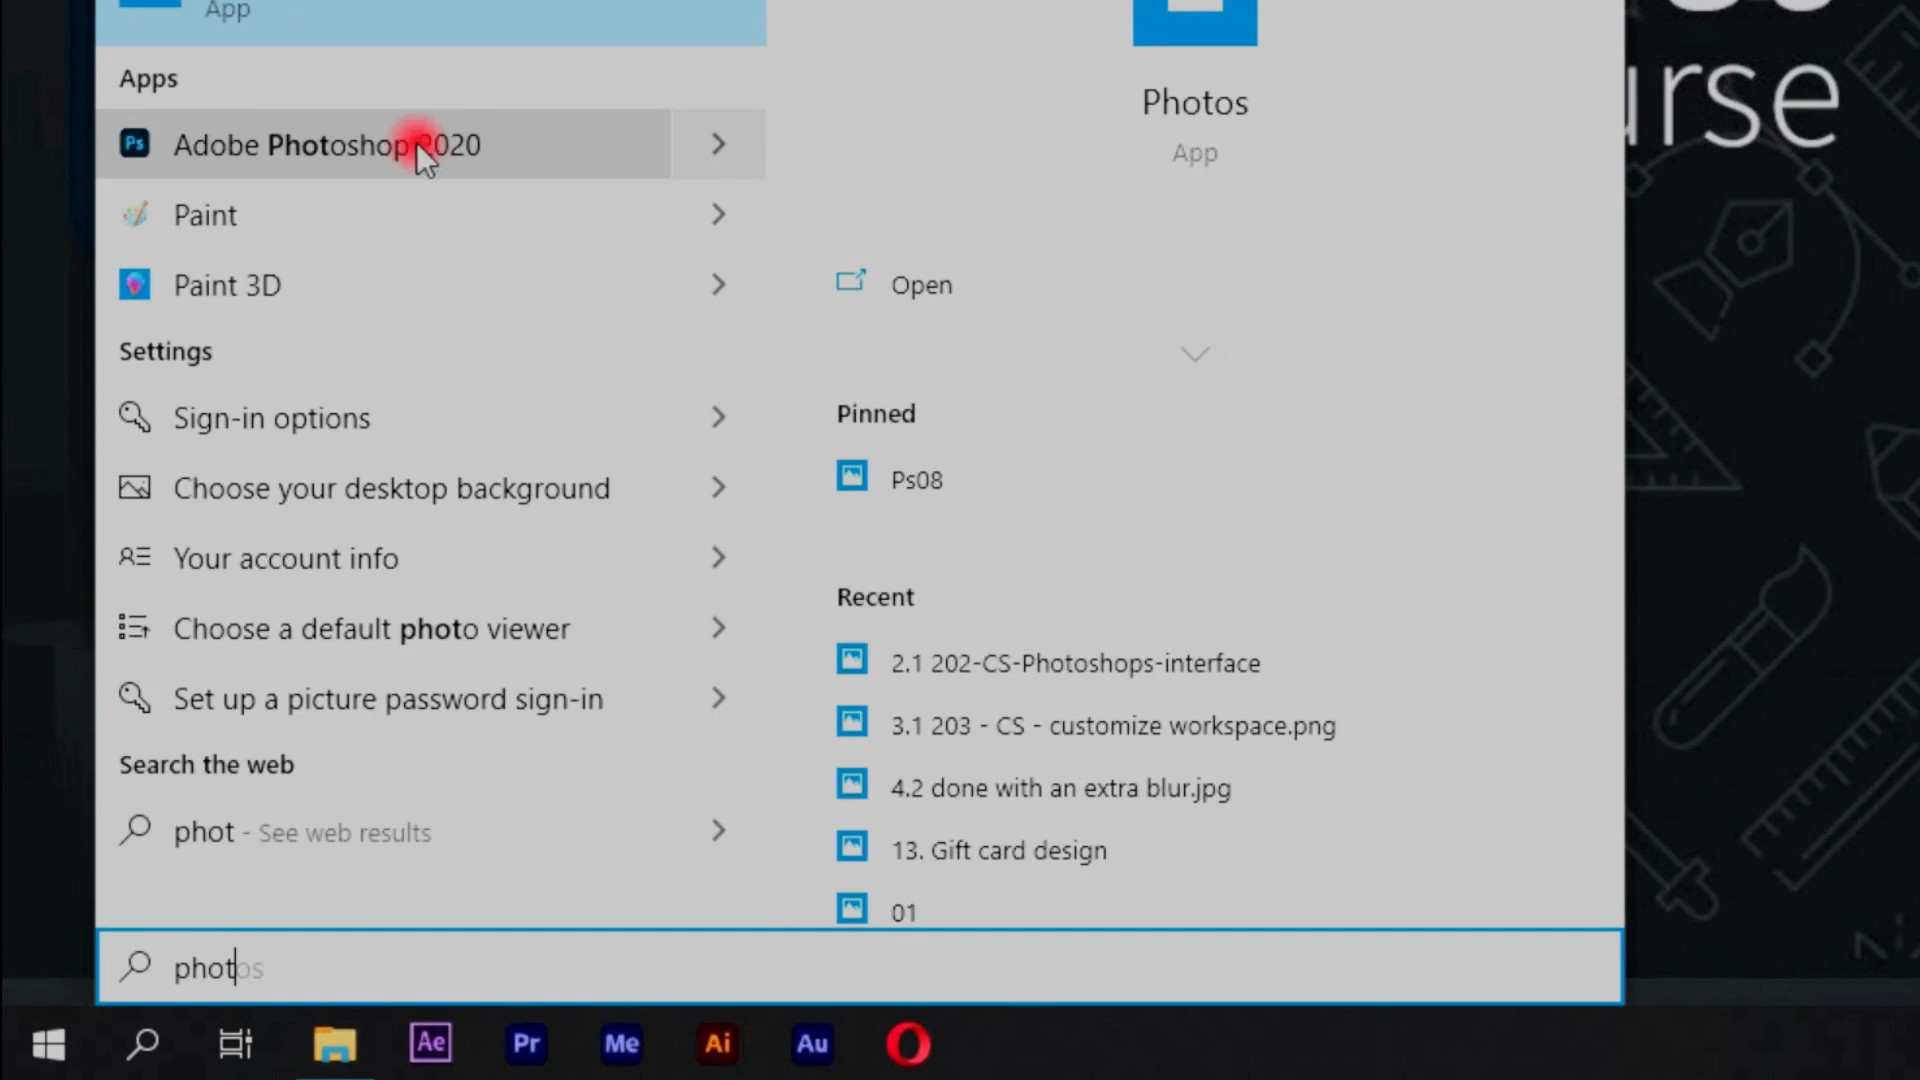 App
Apps
Adobe Photoshop 2020
Paint
Paint 3D
Settings
Sign-in options
Choose your desktop background
Your account info
Choose a default photo viewer
Set up a picture password sign-in
Search the web
phot - See web results
Photos
App
Open
Pinned
Ps08
Recent
2.1 202-CS-Photoshops-interface
3.1 203 - CS - customize workspace.png
4.2 done with an extra blur.jpg
13. Gift card design
01
photos
Ps
Ae
Pr
Me
Ai
Au
urse